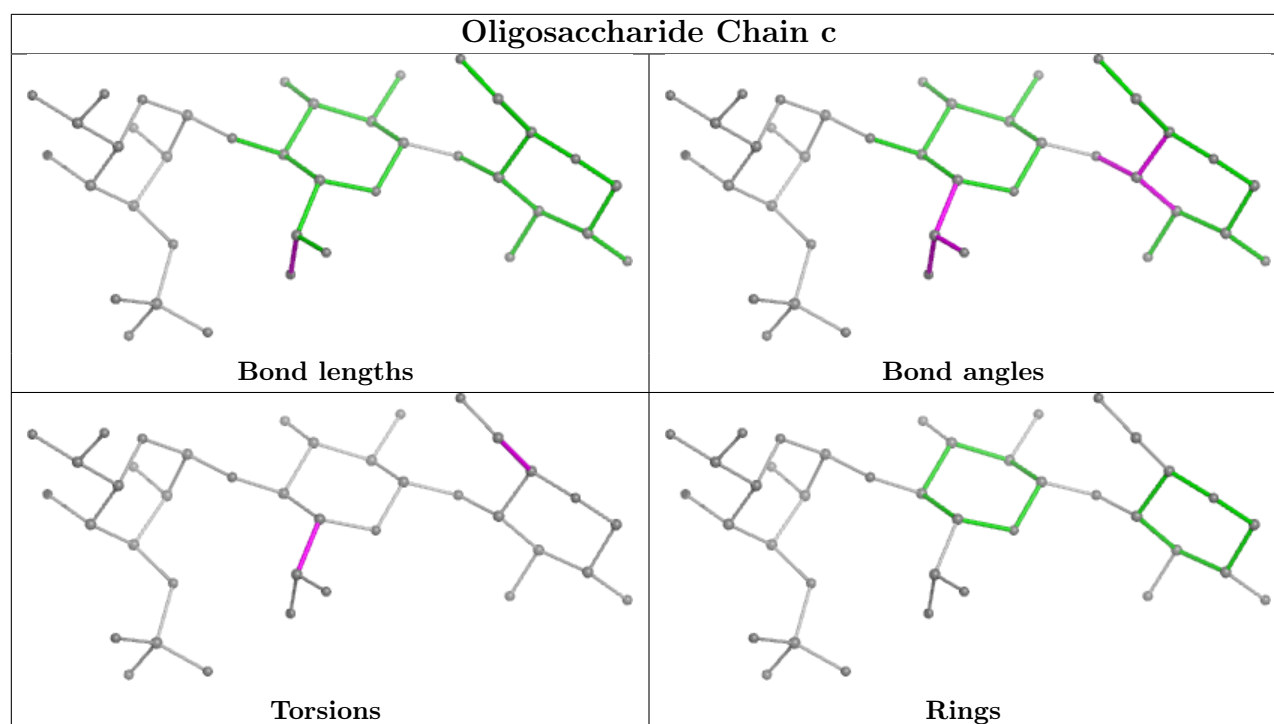 Oligosaccharide Chain c
Bond lengths
Bond angles
Torsions
Rings